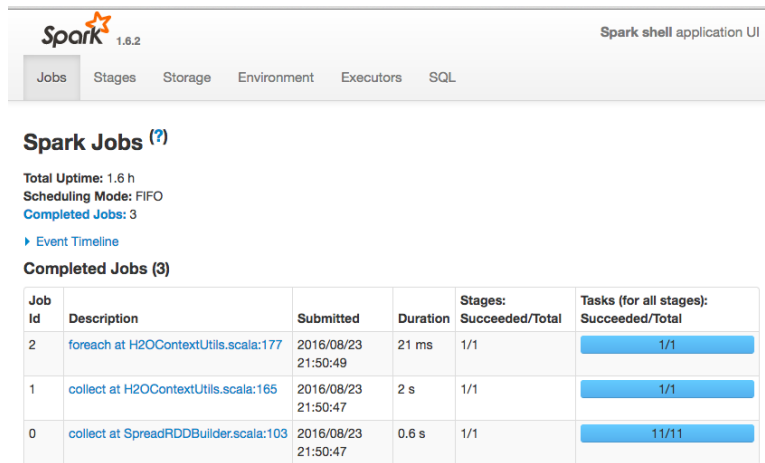 Spark 1.6.2
Spark shell application UI
Jobs Stages Storage Environment Executors SQL
Spark Jobs (?)
Total Uptime: 1.6 h
Scheduling Mode: FIFO
Completed Jobs: 3
Event Timeline
Completed Jobs (3)
Job Id Description Submitted Duration Stages: Succeeded/Total Tasks (for all stages): Succeeded/Total
2 foreach at H2OContextUtils.scala:177 2016/08/23 21:50:49 21 ms 1/1 1/1
1 collect at H2OContextUtils.scala:165 2016/08/23 21:50:47 2 s 1/1 1/1
0 collect at SpreadRDDBuilder.scala:103 2016/08/23 21:50:47 0.6 s 1/1 11/11